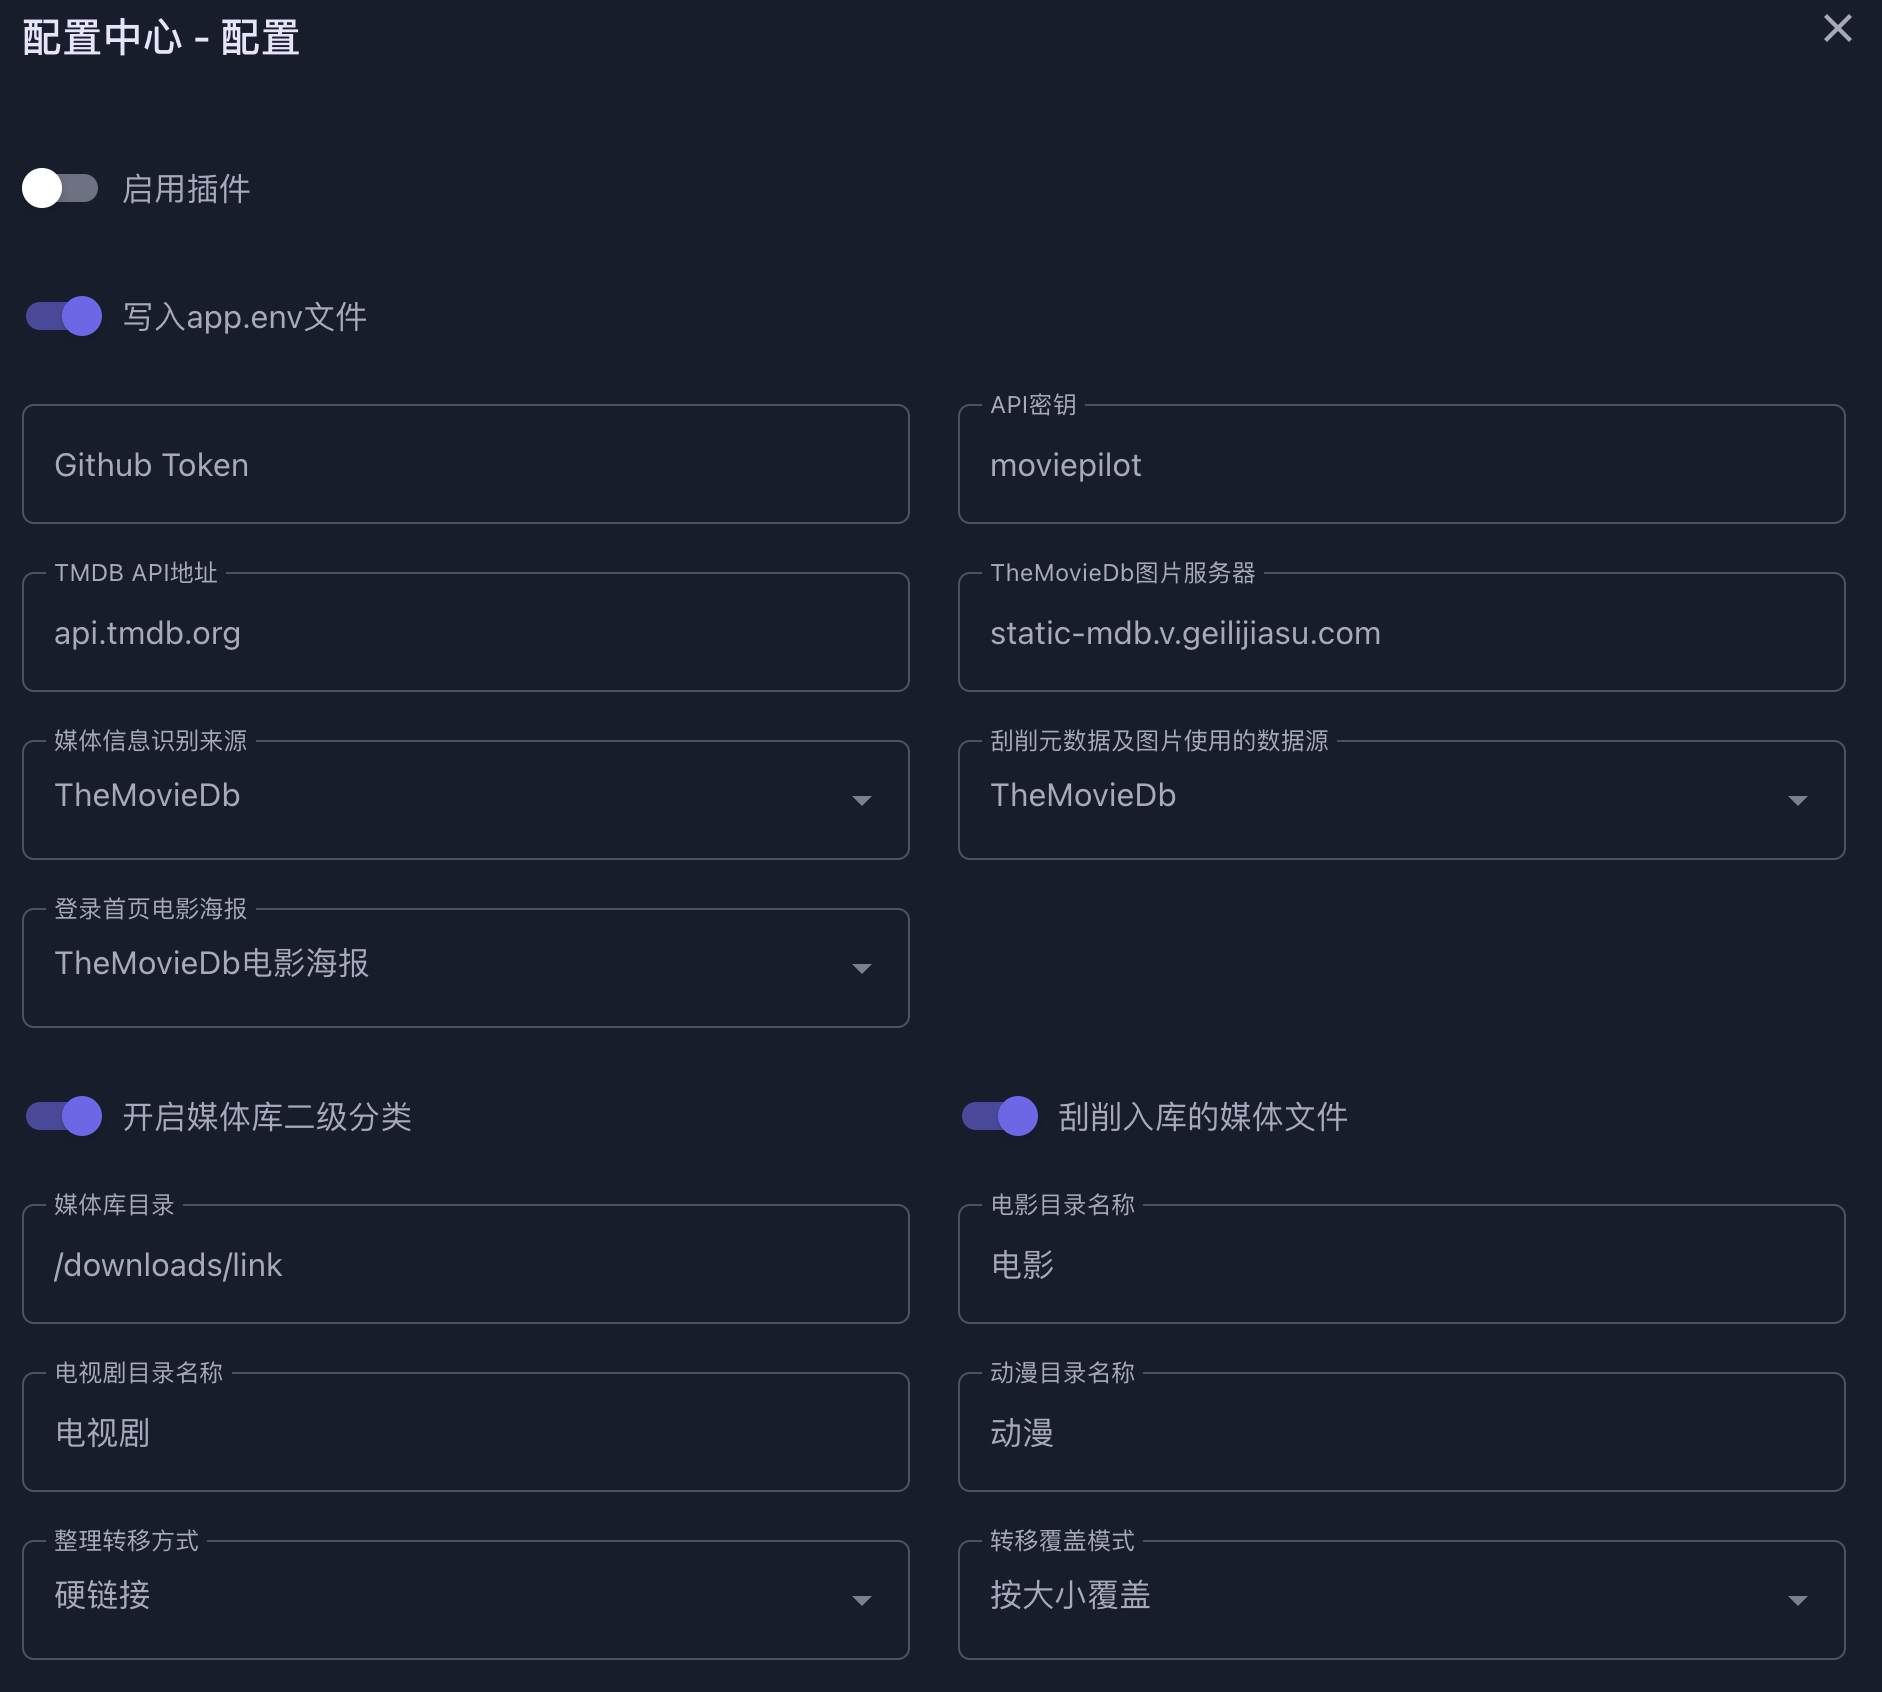 配置中心 - 配置
启用插件
写入app.env文件
Github Token
API密钥
moviepilot
TMDB API地址
api.tmdb.org
TheMovieDb图片服务器
static-mdb.v.geilijiasu.com
媒体信息识别来源
TheMovieDb
刮削元数据及图片使用的数据源
TheMovieDb
登录首页电影海报
TheMovieDb电影海报
开启媒体库二级分类
刮削入库的媒体文件
媒体库目录
/downloads/link
电影目录名称
电影
电视剧目录名称
电视剧
动漫目录名称
动漫
整理转移方式
硬链接
转移覆盖模式
按大小覆盖